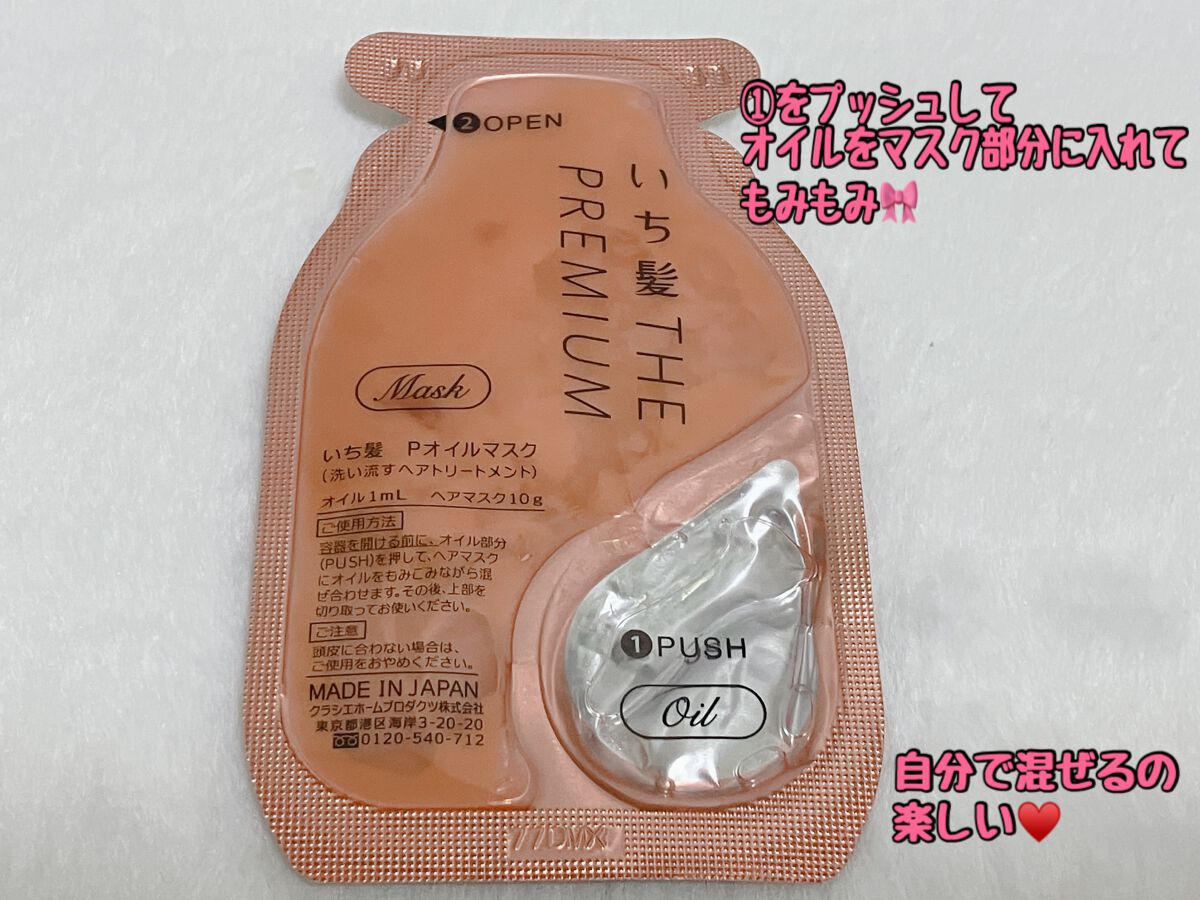 ①をプッシュして
オイルをマスク部分に入れて
もみもみ🎀
❷OPEN
いち髪 THE
PREMIUM
Mask
いち髪 Pオイルマスク
(洗い流すヘアトリートメント)
オイル1mL ヘアマスク10g
ご使用方法
容器を開ける前に、オイル部分
(PUSH)を押して、ヘアマスク
にオイルをもみこみながら混
ぜ合わせます。その後、上部を
切り取ってお使いください。
ご注意
頭皮に合わない場合は、
ご使用をおやめください。
MADE IN JAPAN
クラシエホームプロダクツ株式会社
東京都港区海岸3-20-20
0120-540-712
❶PUSH
Oil
77DMX
自分で混ぜるの
楽しい♥